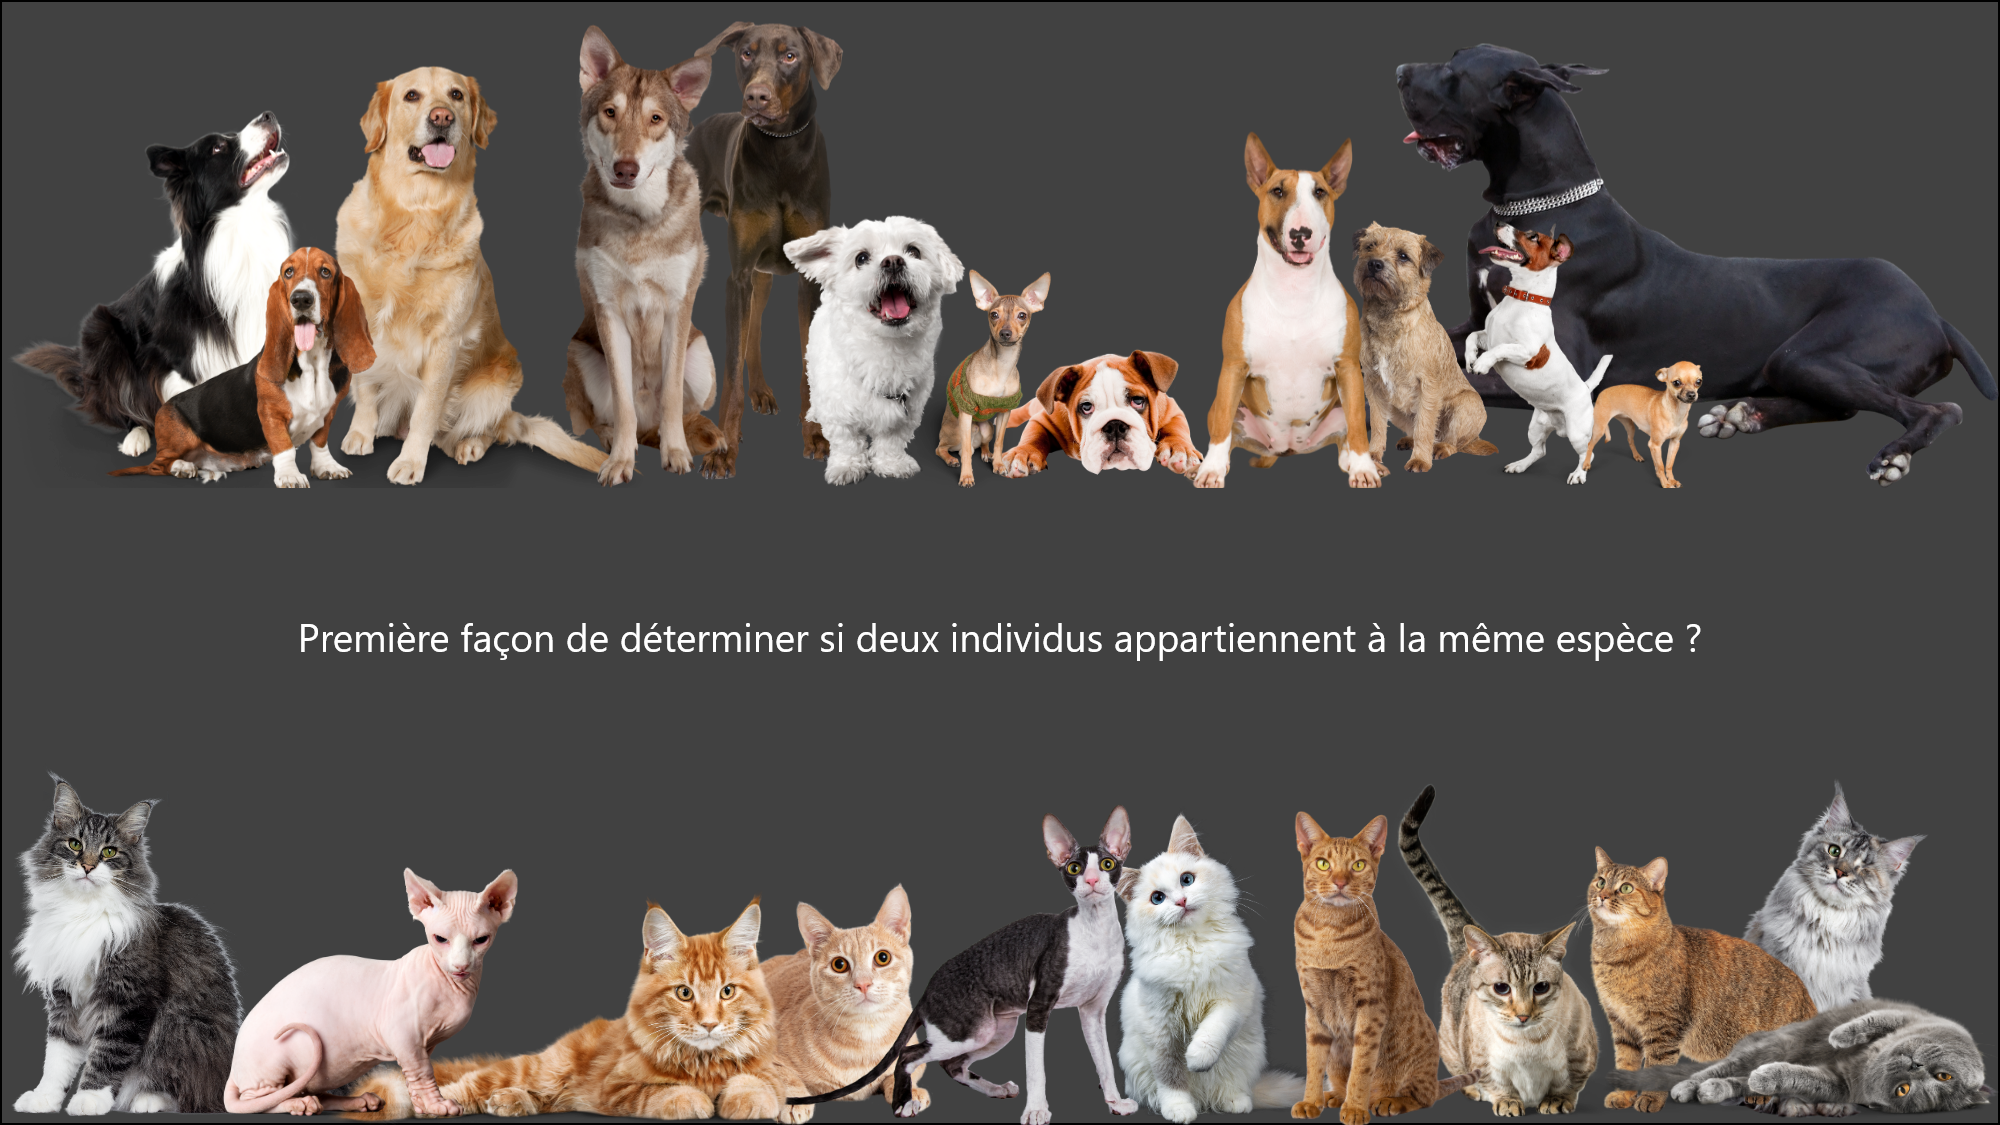 Première façon de déterminer si deux individus appartiennent à la même espèce ?